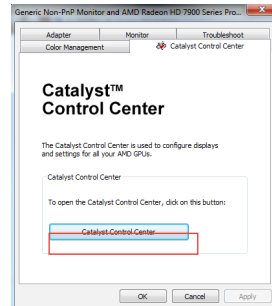 Generic Non-PnP Monitor and AMD Radeon HD 7900 Series Pro...
Adapter Monitor Troubleshoot
Color Management Catalyst Control Center
Catalyst™
Control Center
The Catalyst Control Center is used to configure displays
and settings for all your AMD GPUs.
Catalyst Control Center
To open the Catalyst Control Center, click on this button:
Catalyst Control Center
OK Cancel Apply